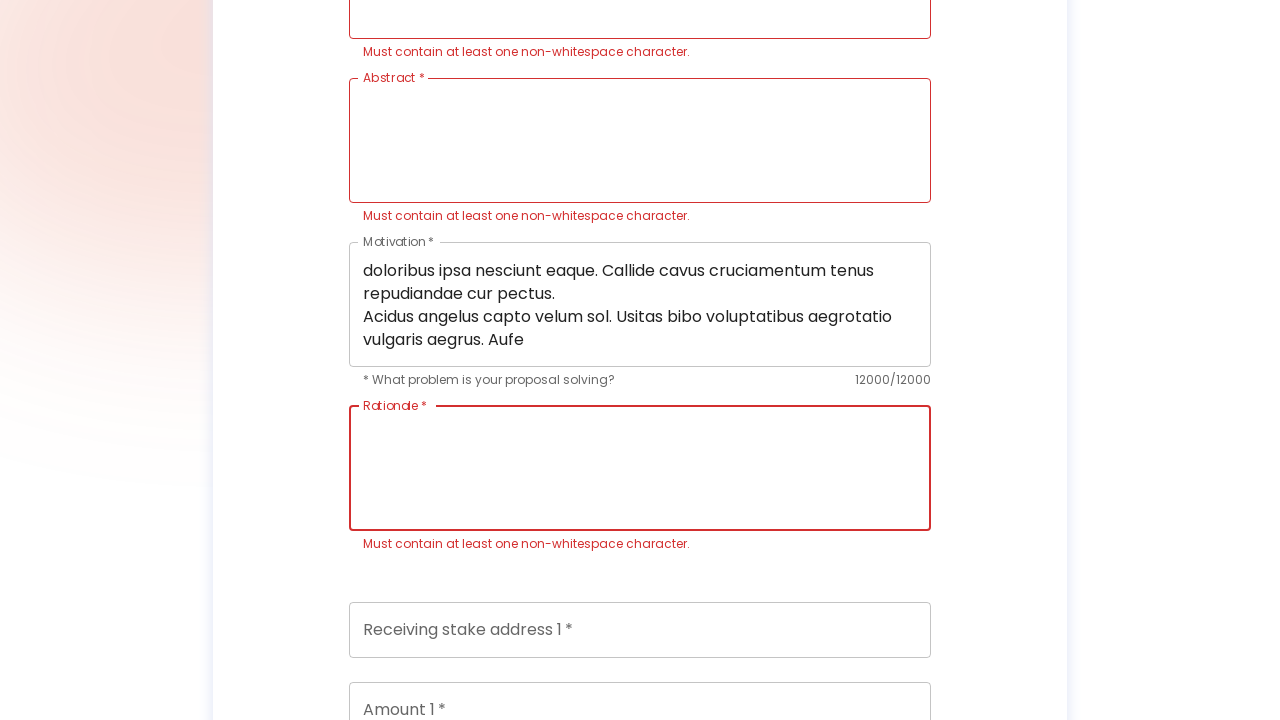 Must contain at least one non-whitespace character.
Abstract *
Must contain at least one non-whitespace character.
Motivation *
doloribus ipsa nesciunt eaque. Callide cavus cruciamentum tenus
repudiandae cur pectus.
Acidus angelus capto velum sol. Usitas bibo voluptatibus aegrotatio
vulgaris aegrus. Aufe
* What problem is your proposal solving? 12000/12000
Rationale *
Must contain at least one non-whitespace character.
Receiving stake address 1 *
Amount 1 *